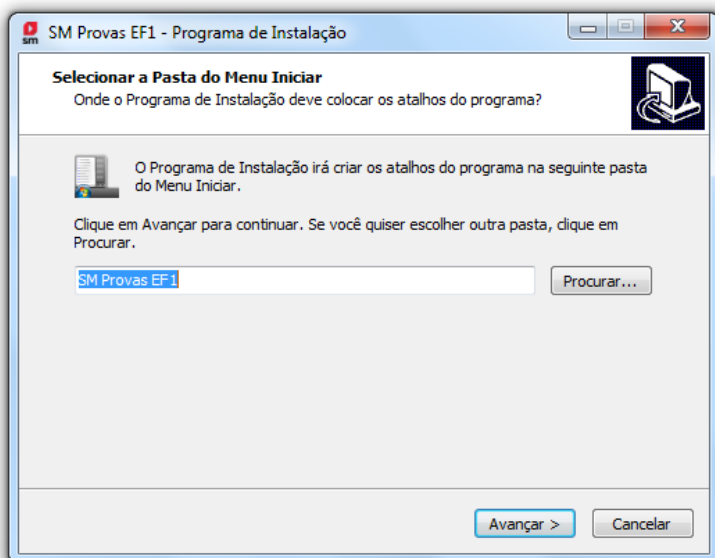 sm
SM Provas EF1 - Programa de Instalação
Selecionar a Pasta do Menu Iniciar
Onde o Programa de Instalação deve colocar os atalhos do programa?
O Programa de Instalação irá criar os atalhos do programa na seguinte pasta
do Menu Iniciar.
Clique em Avançar para continuar. Se você quiser escolher outra pasta, clique em
Procurar.
SM Provas EF1
Procurar...
Avançar >
Cancelar